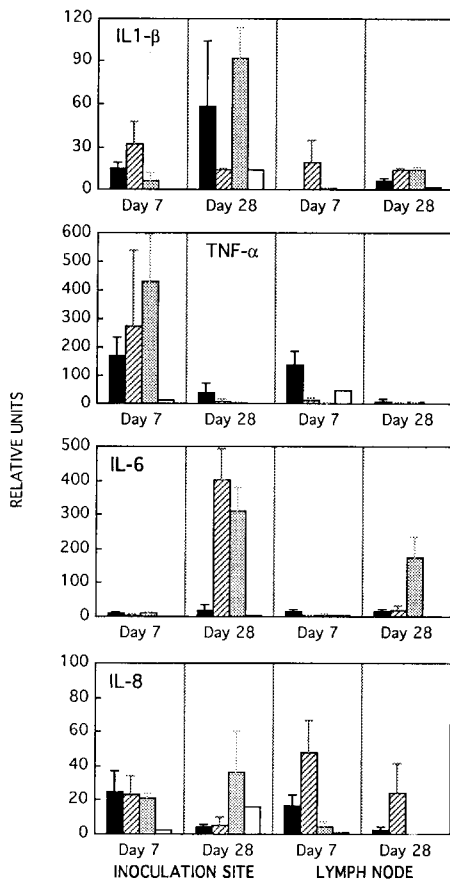 RELATIVE UNITS
IL1-β
120
90
60
30
0
Day 7 Day 28 Day 7 Day 28
TNF-α
600
500
400
300
200
100
0
Day 7 Day 28 Day 7 Day 28
IL-6
500
400
300
200
100
0
Day 7 Day 28 Day 7 Day 28
IL-8
100
80
60
40
20
0
Day 7 Day 28 Day 7 Day 28
INOCULATION SITE LYMPH NODE